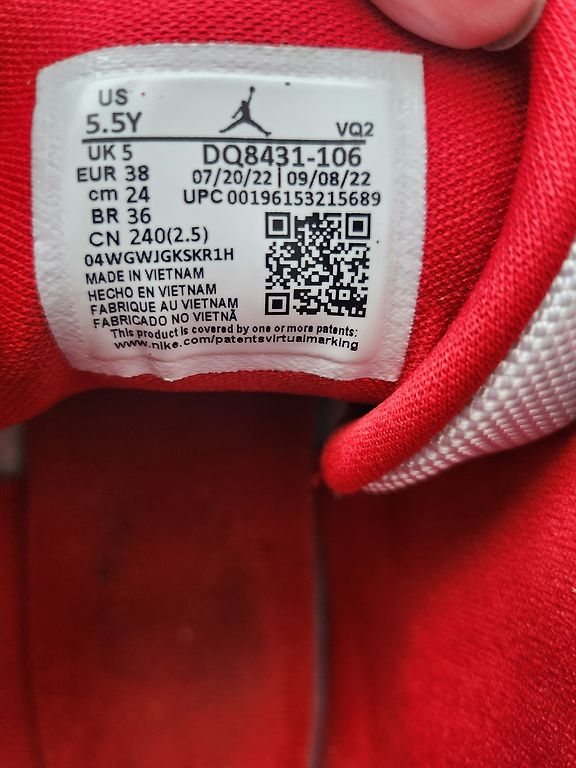 US
5.5Y
VQ2
UK 5
DQ8431-106
EUR 38
07/20/22 | 09/08/22
cm 24
UPC 00196153215689
BR 36
CN 240(2.5)
04WGWJGKSKR1H
MADE IN VIETNAM
HECHO EN VIETNAM
FABRIQUE AU VIETNAM
FABRICADO NO VIETNÃ
This product is covered by one or more patents:
www.nike.com/patentsvirtualmarking